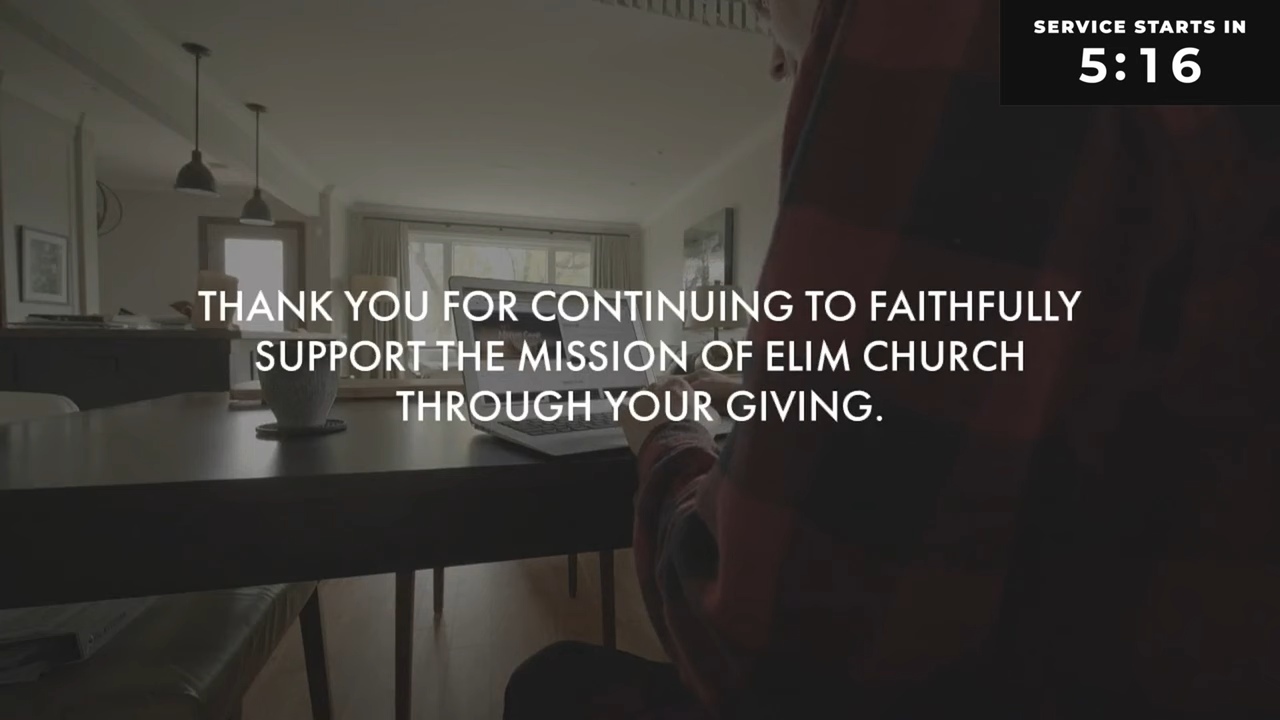 SERVICE STARTS IN
5:16
THANK YOU FOR CONTINUING TO FAITHFULLY
SUPPORT THE MISSION OF ELIM CHURCH
THROUGH YOUR GIVING.